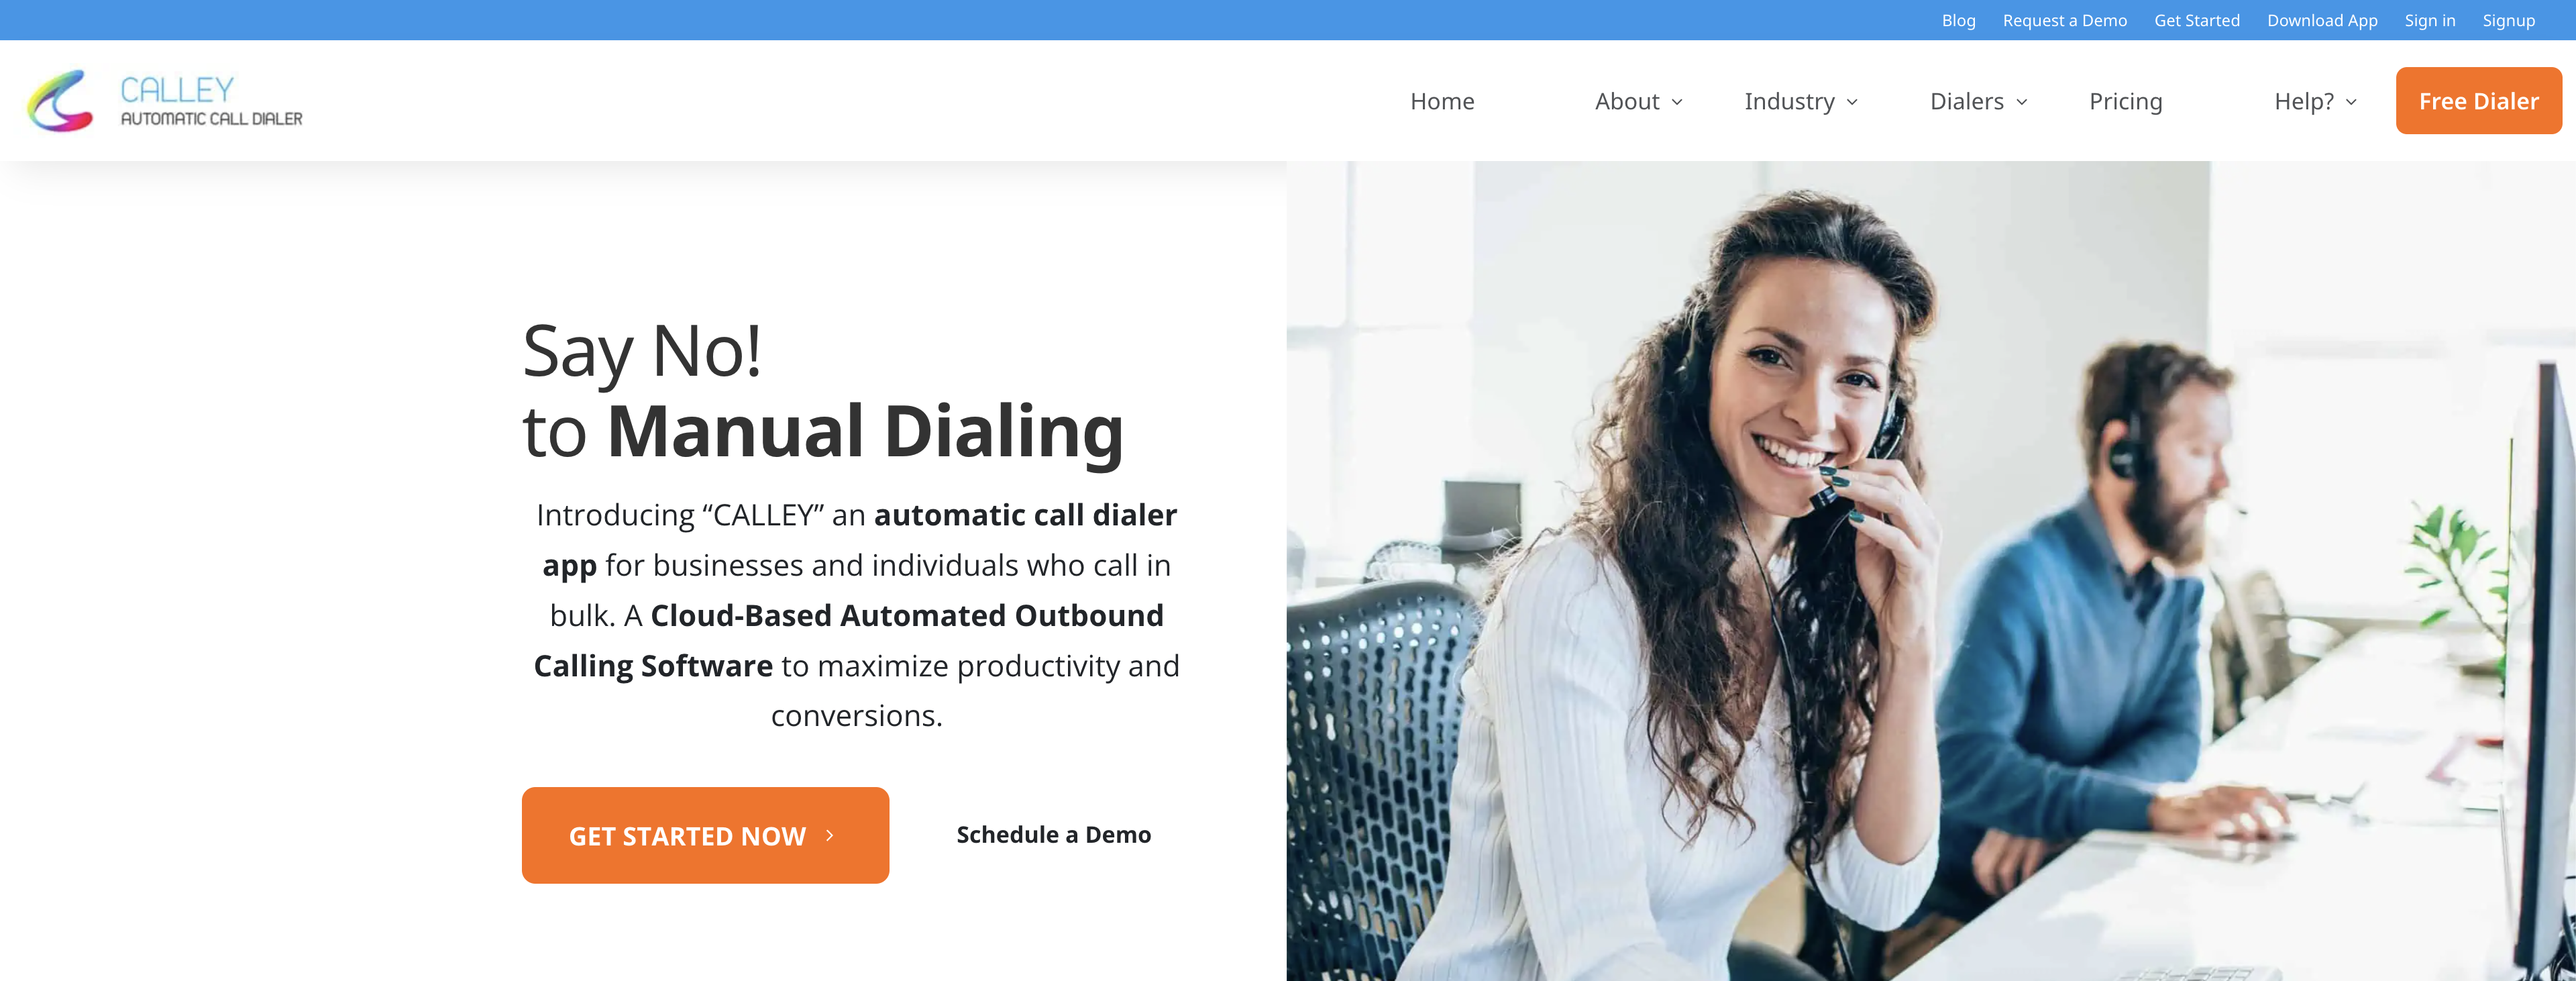 Blog Request a Demo Get Started Download App Sign in Signup
CALLEY
AUTOMATIC CALL DIALER
Home About Industry Dialers Pricing Help? Free Dialer
Say No!
to Manual Dialing
Introducing “CALLEY” an automatic call dialer
app for businesses and individuals who call in
bulk. A Cloud-Based Automated Outbound
Calling Software to maximize productivity and
conversions.
GET STARTED NOW
Schedule a Demo